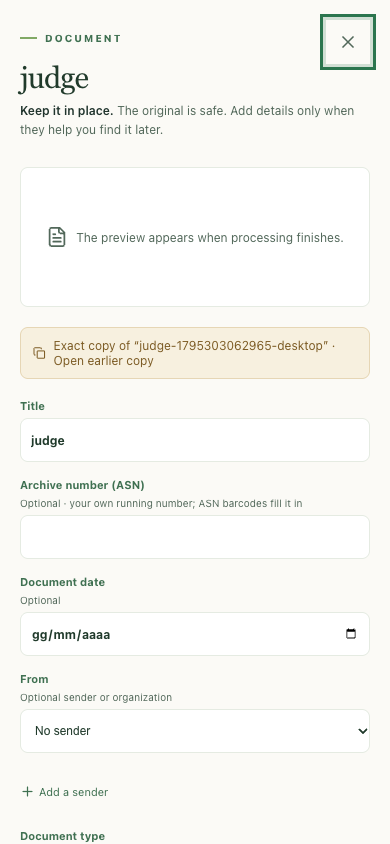 DOCUMENT
judge
Keep it in place. The original is safe. Add details only when
they help you find it later.
The preview appears when processing finishes.
Exact copy of “judge-1795303062965-desktop” ·
Open earlier copy
Title
judge
Archive number (ASN)
Optional · your own running number; ASN barcodes fill it in
Document date
Optional
gg/mm/aaaa
From
Optional sender or organization
No sender
Add a sender
Document type